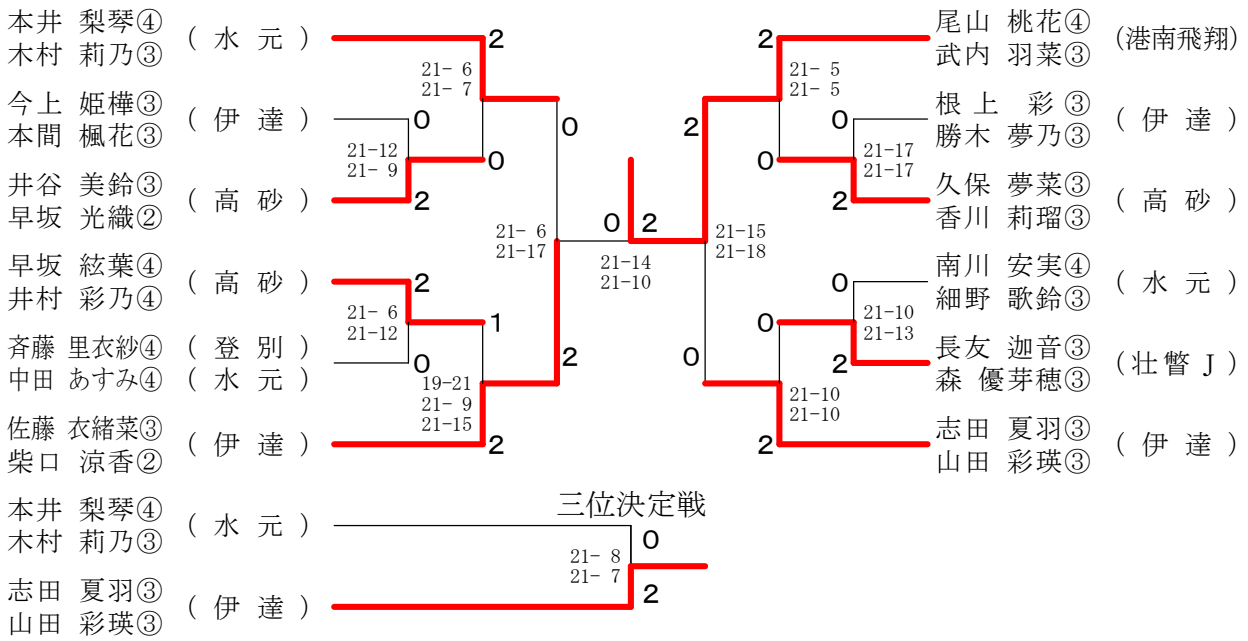 本井 梨琴④
木村 莉乃③
( 水 元 )
2
21- 6
21- 7
今上 姫樺③
本間 楓花③
( 伊 達 )
0
21-12
21- 9
0
井谷 美鈴③
早坂 光織②
( 高 砂 )
2
0
21- 6
21-17
早坂 絃葉④
井村 彩乃④
( 高 砂 )
2
21- 6
21-12
1
斉藤 里衣紗④
中田 あすみ④
( 登 別 )
( 水 元 )
0
19-21
21- 9
21-15
2
佐藤 衣緒菜③
柴口 涼香②
( 伊 達 )
2
0 2
21-14
21-10
2
尾山 桃花④
武内 羽菜③
(港南飛翔)
21- 5
21- 5
2
0
根上 彩③
勝木 夢乃③
( 伊 達 )
21-17
21-17
0
2
久保 夢菜③
香川 莉瑠③
( 高 砂 )
21-15
21-18
0
南川 安実④
細野 歌鈴③
( 水 元 )
21-10
21-13
0
2
長友 迦音③
森 優芽穂③
(壮瞥 J )
0
21-10
21-10
2
志田 夏羽③
山田 彩瑛③
( 伊 達 )
三位決定戦
本井 梨琴④
木村 莉乃③
( 水 元 )
0
21- 8
21- 7
2
志田 夏羽③
山田 彩瑛③
( 伊 達 )